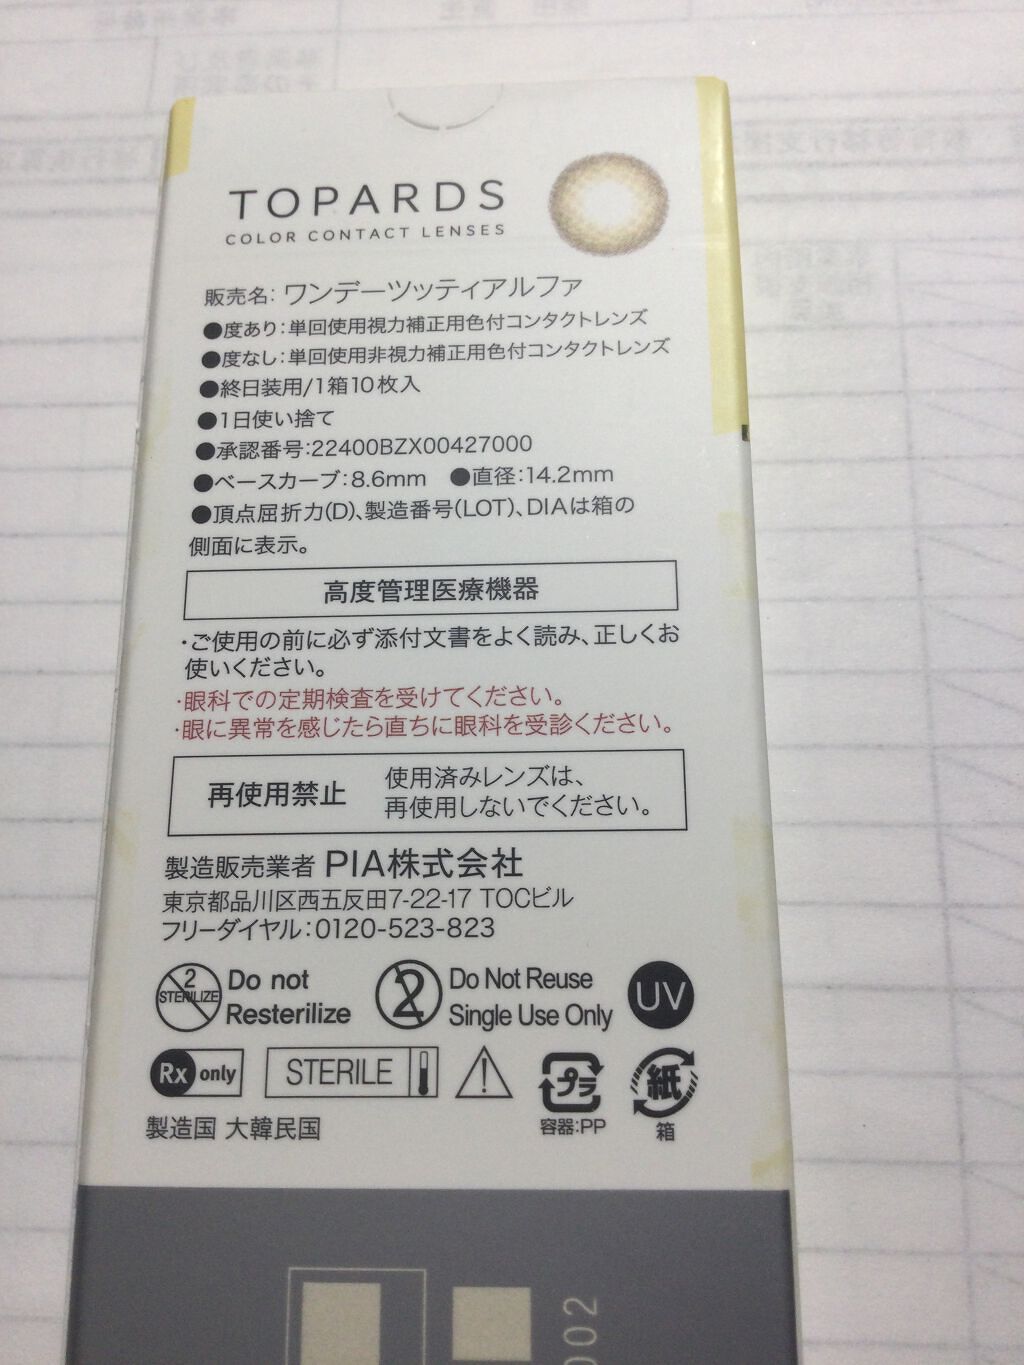 TOPARDS
COLOR CONTACT LENSES
販売名：ワンデーツッティアルファ
●度あり：単回使用視力補正用色付コンタクトレンズ
●度なし：単回使用非視力補正用色付コンタクトレンズ
●終日装用/1箱10枚入
●1日使い捨て
●承認番号：22400BZX00427000
●ベースカーブ：8.6mm ●直径：14.2mm
●頂点屈折力(D)、製造番号(LOT)、DIAは箱の
側面に表示。
高度管理医療機器
・ご使用の前に必ず添付文書をよく読み、正しくお
使いください。
・眼科での定期検査を受けてください。
・眼に異常を感じたら直ちに眼科を受診ください。
再使用禁止
使用済みレンズは、
再使用しないでください。
製造販売業者 PIA株式会社
東京都品川区西五反田7-22-17 TOCビル
フリーダイヤル：0120-523-823
2 STERILIZE Do not
Resterilize
2 Do Not Reuse
Single Use Only
UV
Rx only
STERILE
プラ
紙
容器：PP
箱
製造国 大韓民国
002